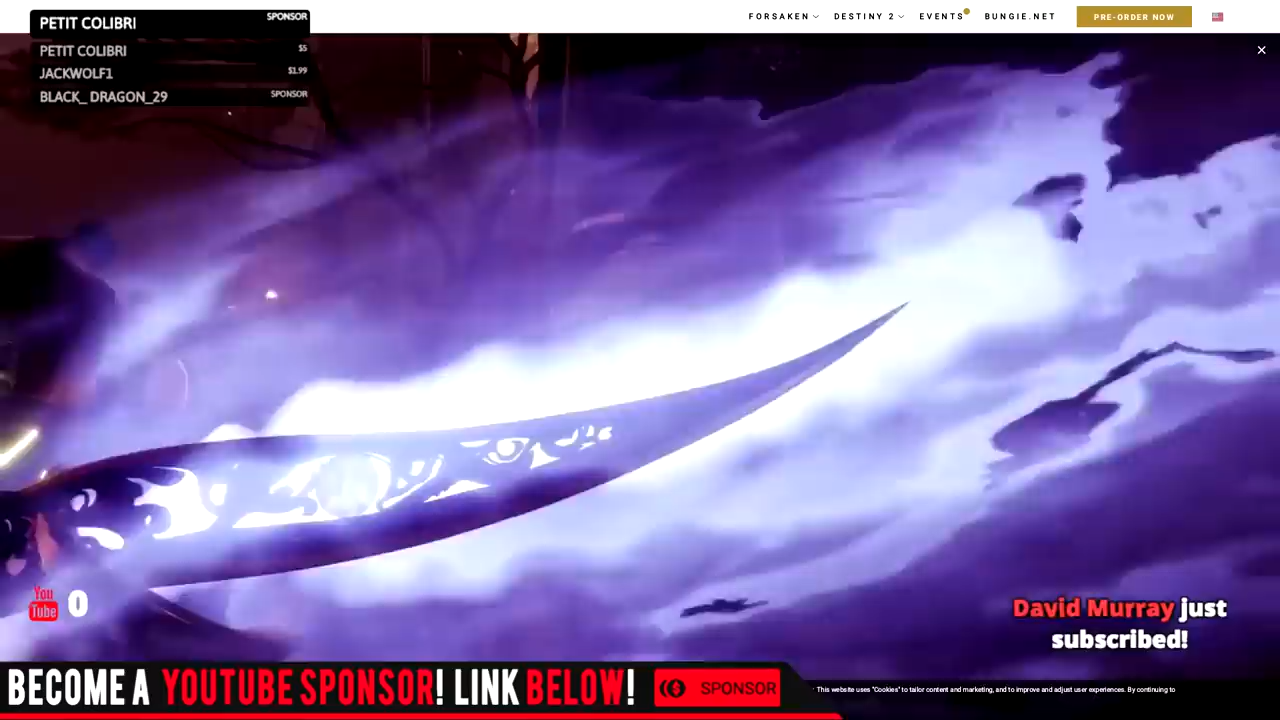 PETIT COLIBRI SPONSOR
PETIT COLIBRI $5
JACKWOLF1 $1.99
BLACK_DRAGON_29 SPONSOR
FORSAKEN DESTINY 2 EVENTS BUNGIE.NET PRE-ORDER NOW
You Tube 0
David Murray just
subscribed!
BECOME A YOUTUBE SPONSOR! LINK BELOW! SPONSOR
This website uses "Cookies" to tailor content and marketing, and to improve and adjust user experiences. By continuing to